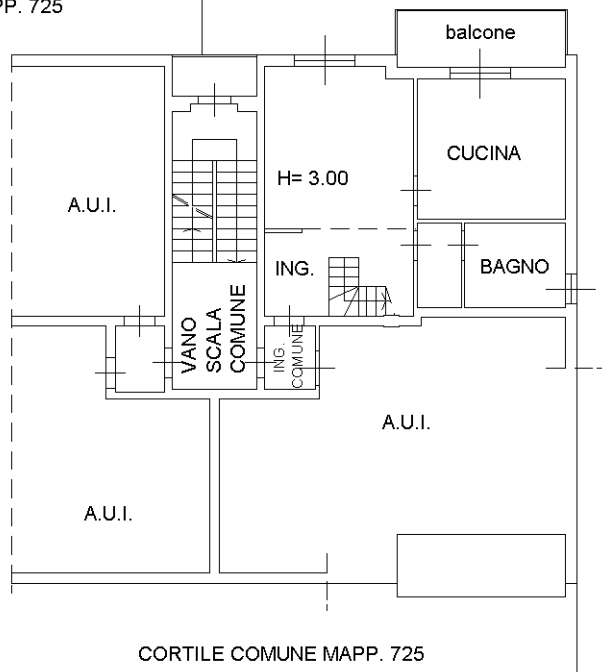 PP. 725
balcone
CUCINA
H= 3.00
A.U.I.
ING.
BAGNO
VANO
SCALA
COMUNE
ING.
COMUNE
A.U.I.
A.U.I.
CORTILE COMUNE MAPP. 725